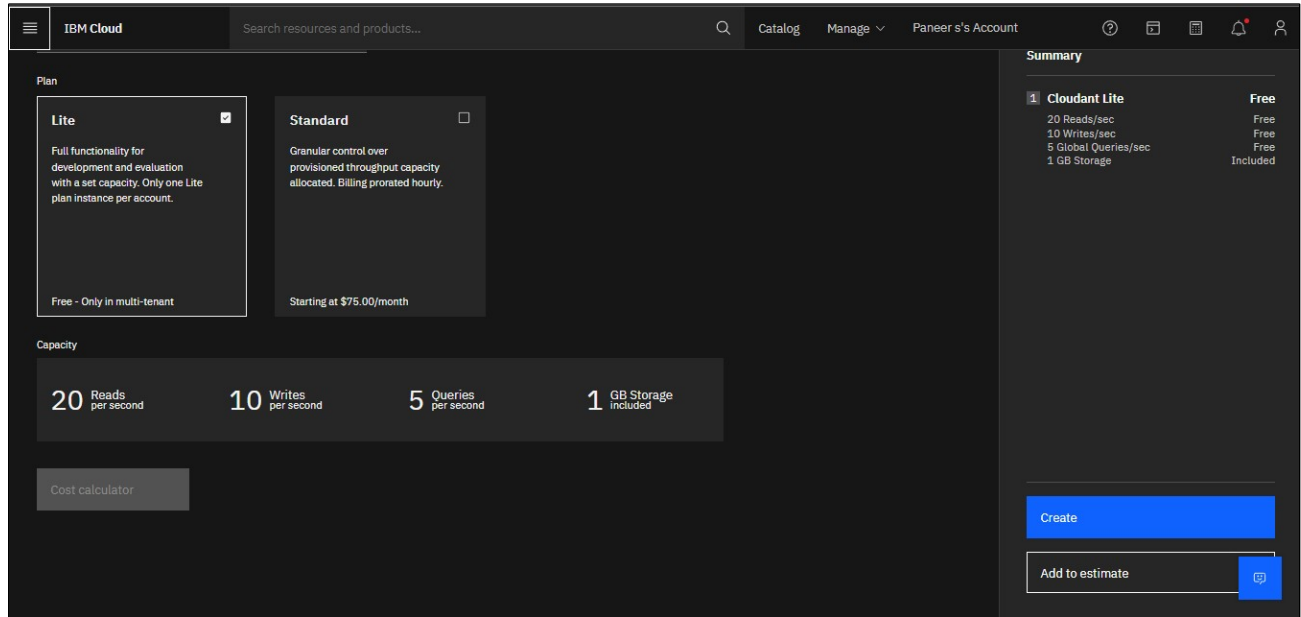 IBM Cloud
Search resources and products...
Catalog
Manage
Paneer s's Account
Plan
Lite
Full functionality for
development and evaluation
with a set capacity. Only one Lite
plan instance per account.
Free - Only in multi-tenant
Standard
Granular control over
provisioned throughput capacity
allocated. Billing prorated hourly.
Starting at $75.00/month
Capacity
20 Reads
per second
10 Writes
per second
5 Queries
per second
1 GB Storage
included
Cost calculator
Summary
1 Cloudant Lite Free
20 Reads/sec Free
10 Writes/sec Free
5 Global Queries/sec Free
1 GB Storage Included
Create
Add to estimate